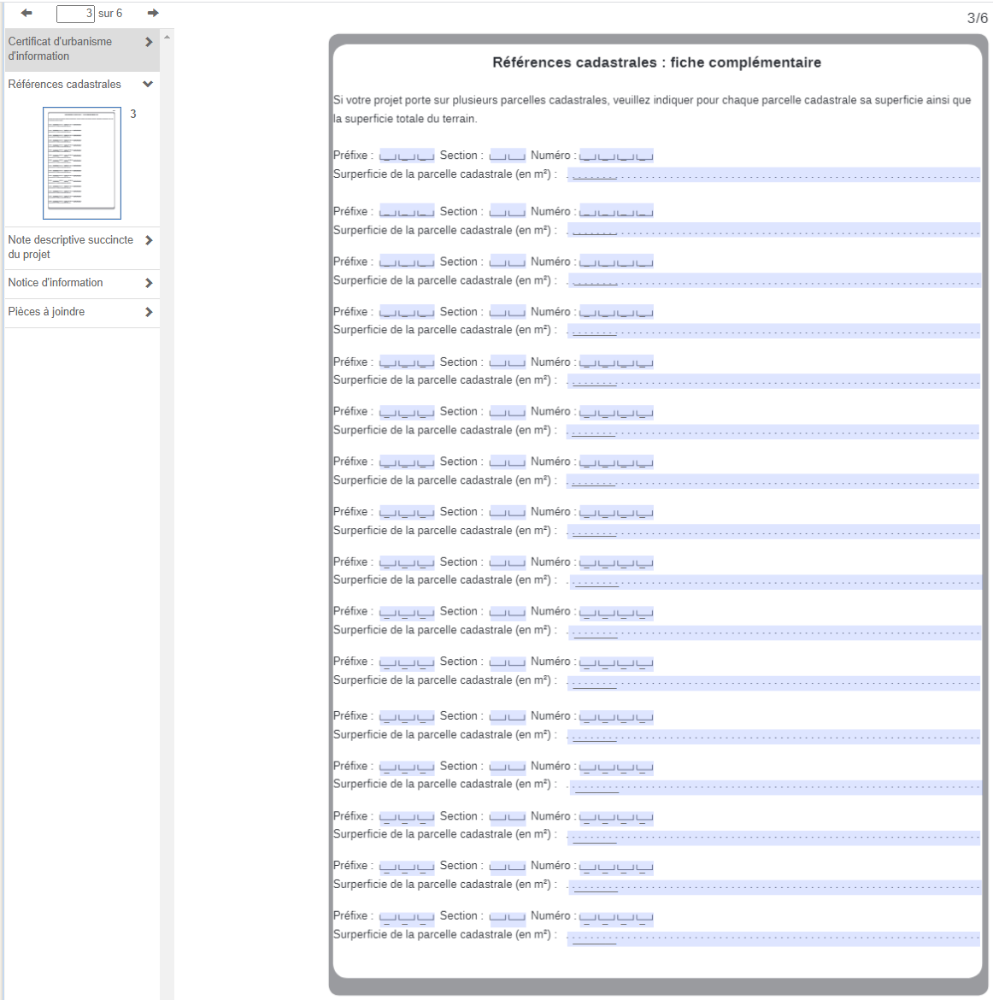 3 sur 6
Certificat d'urbanisme
d'information
Références cadastrales
3
Note descriptive succincte
du projet
Notice d'information
Pièces à joindre
3/6
Références cadastrales : fiche complémentaire
Si votre projet porte sur plusieurs parcelles cadastrales, veuillez indiquer pour chaque parcelle cadastrale sa superficie ainsi que
la superficie totale du terrain.
Préfixe : Section : Numéro :
Surperficie de la parcelle cadastrale (en m²) :
Préfixe : Section : Numéro :
Surperficie de la parcelle cadastrale (en m²) :
Préfixe : Section : Numéro :
Surperficie de la parcelle cadastrale (en m²) :
Préfixe : Section : Numéro :
Surperficie de la parcelle cadastrale (en m²) :
Préfixe : Section : Numéro :
Surperficie de la parcelle cadastrale (en m²) :
Préfixe : Section : Numéro :
Surperficie de la parcelle cadastrale (en m²) :
Préfixe : Section : Numéro :
Surperficie de la parcelle cadastrale (en m²) :
Préfixe : Section : Numéro :
Surperficie de la parcelle cadastrale (en m²) :
Préfixe : Section : Numéro :
Surperficie de la parcelle cadastrale (en m²) :
Préfixe : Section : Numéro :
Surperficie de la parcelle cadastrale (en m²) :
Préfixe : Section : Numéro :
Surperficie de la parcelle cadastrale (en m²) :
Préfixe : Section : Numéro :
Surperficie de la parcelle cadastrale (en m²) :
Préfixe : Section : Numéro :
Surperficie de la parcelle cadastrale (en m²) :
Préfixe : Section : Numéro :
Surperficie de la parcelle cadastrale (en m²) :
Préfixe : Section : Numéro :
Surperficie de la parcelle cadastrale (en m²) :
Préfixe : Section : Numéro :
Surperficie de la parcelle cadastrale (en m²) :